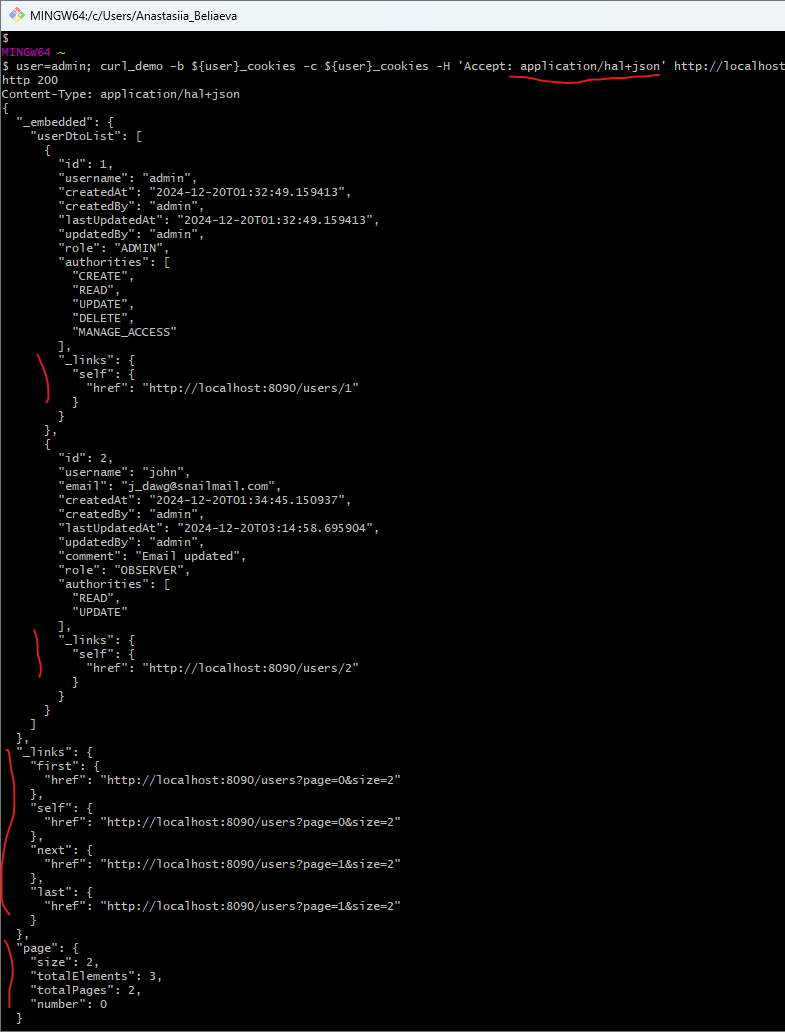 MINGW64:/c/Users/Anastasiia_Beliaeva
$
MINGW64 ~
$ user=admin; curl_demo -b ${user}_cookies -c ${user}_cookies -H 'Accept: application/hal+json' http://localhost
http 200
Content-Type: application/hal+json
{
  "_embedded": {
    "userDtoList": [
      {
        "id": 1,
        "username": "admin",
        "createdAt": "2024-12-20T01:32:49.159413",
        "createdBy": "admin",
        "lastUpdatedAt": "2024-12-20T01:32:49.159413",
        "updatedBy": "admin",
        "role": "ADMIN",
        "authorities": [
          "CREATE",
          "READ",
          "UPDATE",
          "DELETE",
          "MANAGE_ACCESS"
        ],
        "_links": {
          "self": {
            "href": "http://localhost:8090/users/1"
          }
        }
      },
      {
        "id": 2,
        "username": "john",
        "email": "j_dawg@snailmail.com",
        "createdAt": "2024-12-20T01:34:45.150937",
        "createdBy": "admin",
        "lastUpdatedAt": "2024-12-20T03:14:58.695904",
        "updatedBy": "admin",
        "comment": "Email updated",
        "role": "OBSERVER",
        "authorities": [
          "READ",
          "UPDATE"
        ],
        "_links": {
          "self": {
            "href": "http://localhost:8090/users/2"
          }
        }
      }
    ]
  },
  "_links": {
    "first": {
      "href": "http://localhost:8090/users?page=0&size=2"
    },
    "self": {
      "href": "http://localhost:8090/users?page=0&size=2"
    },
    "next": {
      "href": "http://localhost:8090/users?page=1&size=2"
    },
    "last": {
      "href": "http://localhost:8090/users?page=1&size=2"
    }
  },
  "page": {
    "size": 2,
    "totalElements": 3,
    "totalPages": 2,
    "number": 0
  }